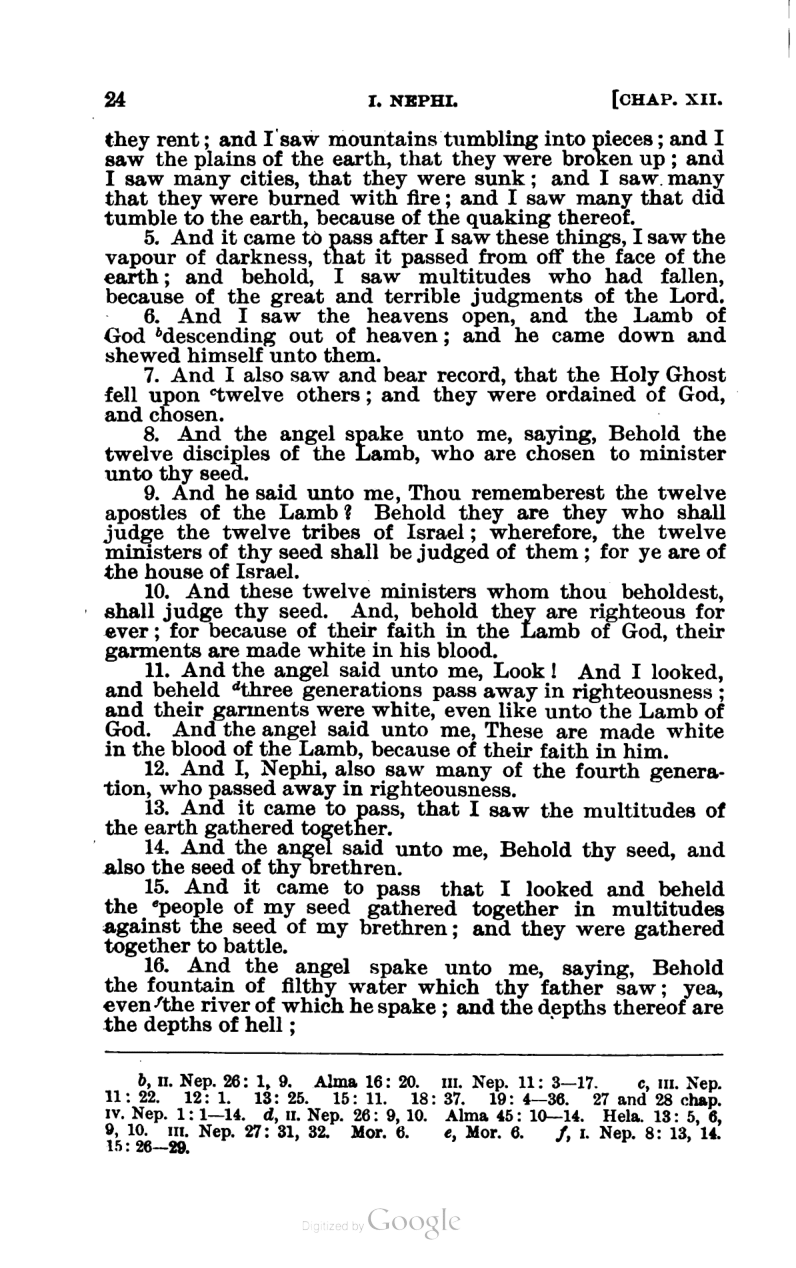 24 I. NEPHI. [CHAP. XII.
they rent; and I saw mountains tumbling into pieces; and I
saw the plains of the earth, that they were broken up; and
I saw many cities, that they were sunk; and I saw many
that they were burned with fire; and I saw many that did
tumble to the earth, because of the quaking thereof.
5. And it came to pass after I saw these things, I saw the
vapour of darkness, that it passed from off the face of the
earth; and behold, I saw multitudes who had fallen,
because of the great and terrible judgments of the Lord.
6. And I saw the heavens open, and the Lamb of
God ᵇdescending out of heaven; and he came down and
shewed himself unto them.
7. And I also saw and bear record, that the Holy Ghost
fell upon ᶜtwelve others; and they were ordained of God,
and chosen.
8. And the angel spake unto me, saying, Behold the
twelve disciples of the Lamb, who are chosen to minister
unto thy seed.
9. And he said unto me, Thou rememberest the twelve
apostles of the Lamb? Behold they are they who shall
judge the twelve tribes of Israel; wherefore, the twelve
ministers of thy seed shall be judged of them; for ye are of
the house of Israel.
10. And these twelve ministers whom thou beholdest,
shall judge thy seed. And, behold they are righteous for
ever; for because of their faith in the Lamb of God, their
garments are made white in his blood.
11. And the angel said unto me, Look! And I looked,
and beheld ᵈthree generations pass away in righteousness;
and their garments were white, even like unto the Lamb of
God. And the angel said unto me, These are made white
in the blood of the Lamb, because of their faith in him.
12. And I, Nephi, also saw many of the fourth genera-
tion, who passed away in righteousness.
13. And it came to pass, that I saw the multitudes of
the earth gathered together.
14. And the angel said unto me, Behold thy seed, and
also the seed of thy brethren.
15. And it came to pass that I looked and beheld
the ᵉpeople of my seed gathered together in multitudes
against the seed of my brethren; and they were gathered
together to battle.
16. And the angel spake unto me, saying, Behold
the fountain of filthy water which thy father saw; yea,
even ᶠthe river of which he spake; and the depths thereof are
the depths of hell;
b, II. Nep. 26: 1, 9. Alma 16: 20. III. Nep. 11: 3—17. c, III. Nep.
11: 22. 12: 1. 13: 25. 15: 11. 18: 37. 19: 4—36. 27 and 28 chap.
IV. Nep. 1: 1—14. d, II. Nep. 26: 9, 10. Alma 45: 10—14. Hela. 13: 5, 6,
9, 10. III. Nep. 27: 31, 32. Mor. 6. e, Mor. 6. f, I. Nep. 8: 13, 14.
15: 26—29.
Digitized by Google